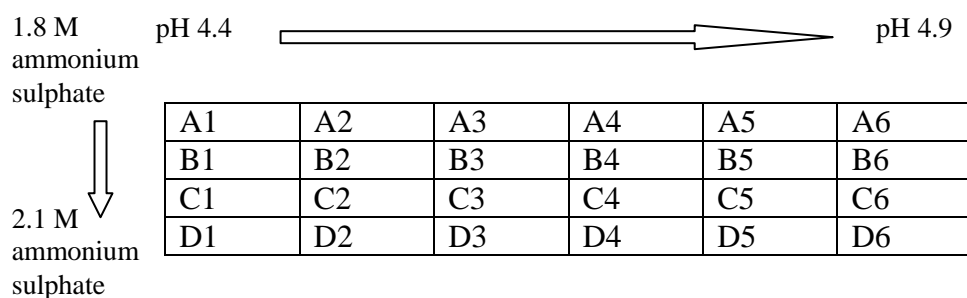 1.8 M
ammonium
sulphate
pH 4.4
pH 4.9
A1 A2 A3 A4 A5 A6
B1 B2 B3 B4 B5 B6
C1 C2 C3 C4 C5 C6
D1 D2 D3 D4 D5 D6
2.1 M
ammonium
sulphate